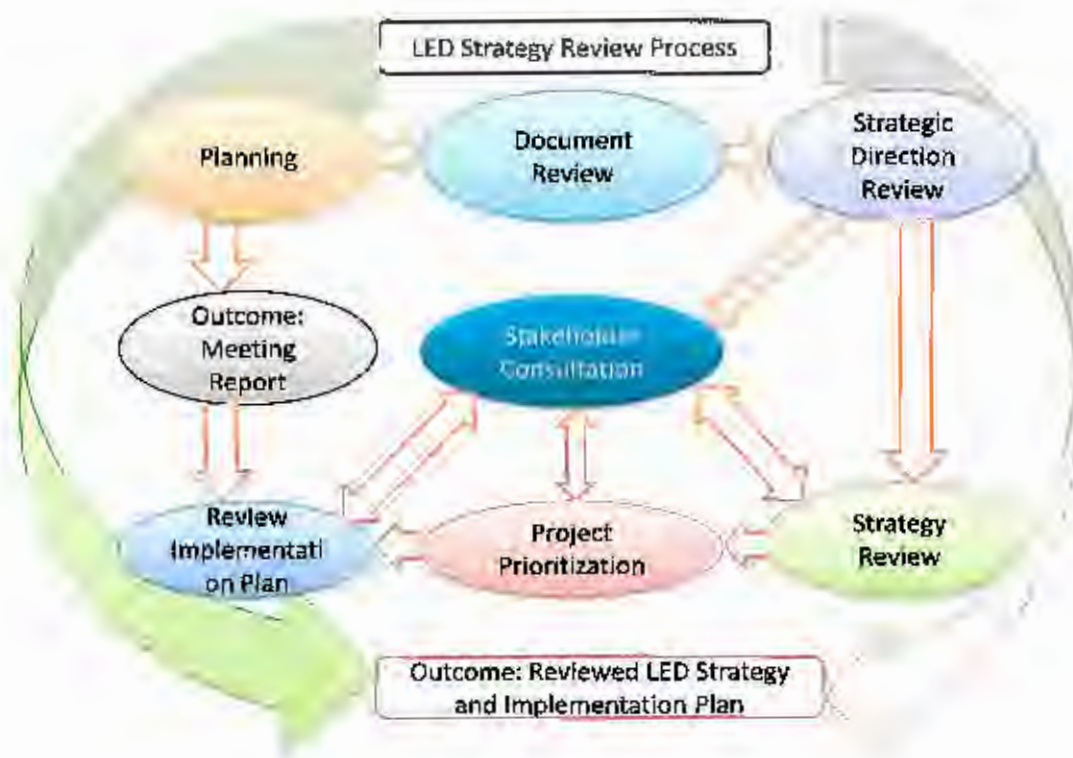 LED Strategy Review Process
Planning
Document
Review
Strategic
Direction
Review
Outcome:
Meeting
Report
Stakeholder
Consultation
Review
Implementati
on Plan
Project
Prioritization
Strategy
Review
Outcome: Reviewed LED Strategy
and Implementation Plan